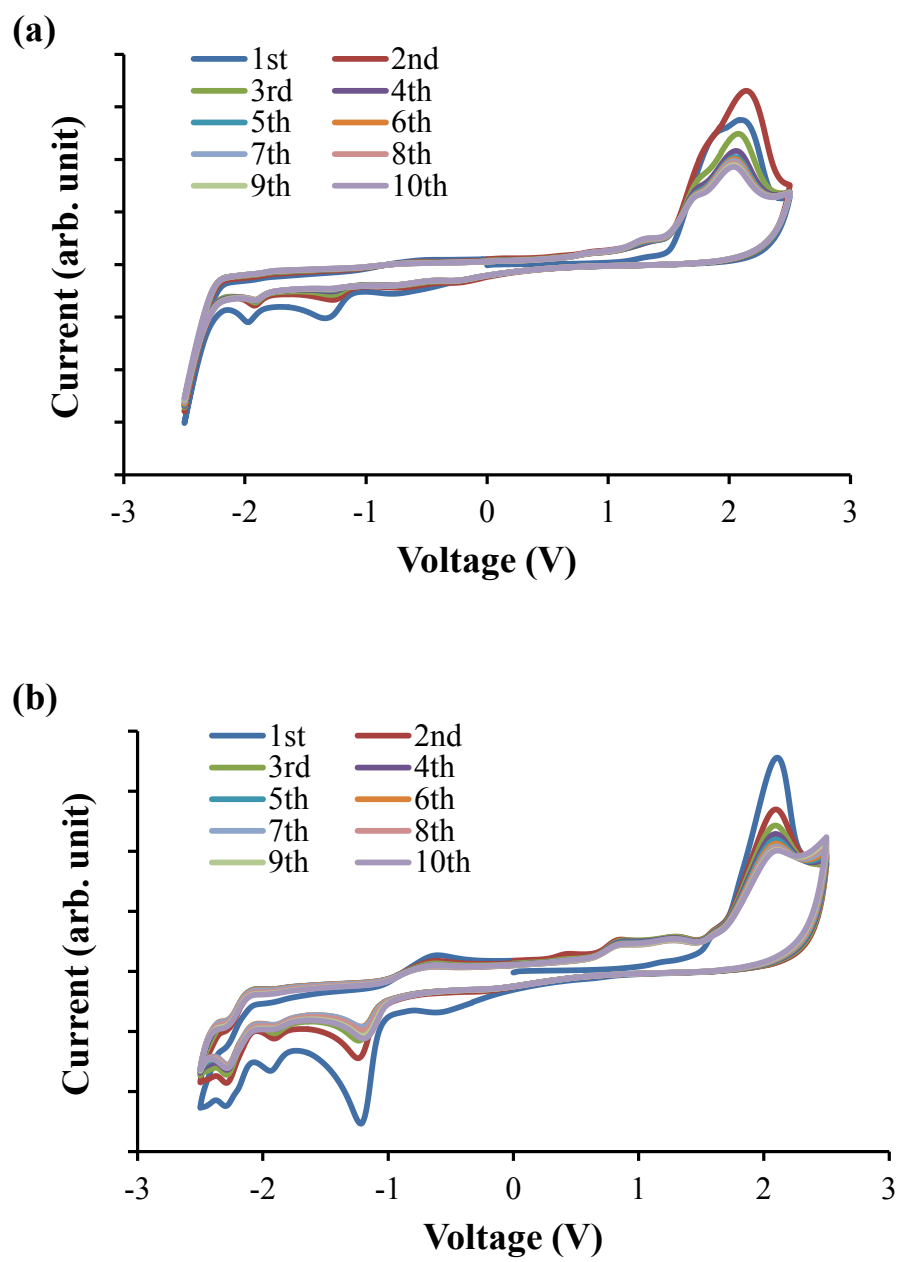 (a)
1st 2nd
3rd 4th
5th 6th
7th 8th
9th 10th
Current (arb. unit)
-3 -2 -1 0 1 2 3
Voltage (V)
(b)
1st 2nd
3rd 4th
5th 6th
7th 8th
9th 10th
Current (arb. unit)
-3 -2 -1 0 1 2 3
Voltage (V)